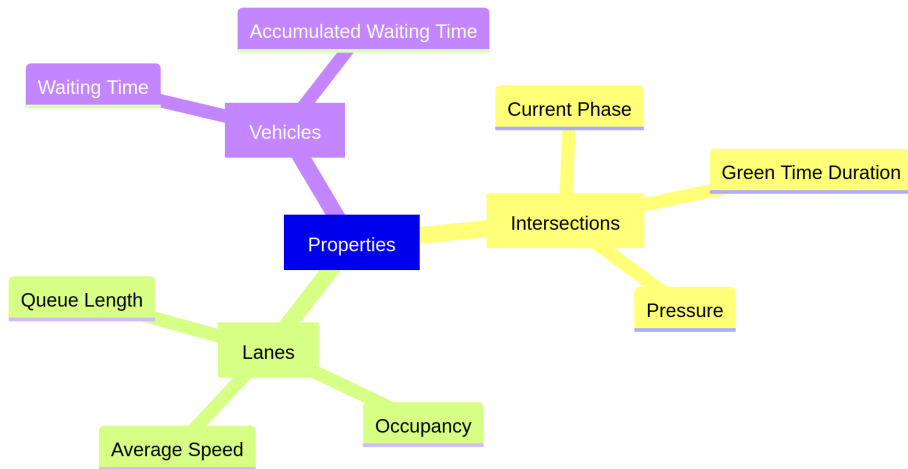 Accumulated Waiting Time
Waiting Time
Vehicles
Current Phase
Green Time Duration
Intersections
Properties
Pressure
Queue Length
Lanes
Occupancy
Average Speed